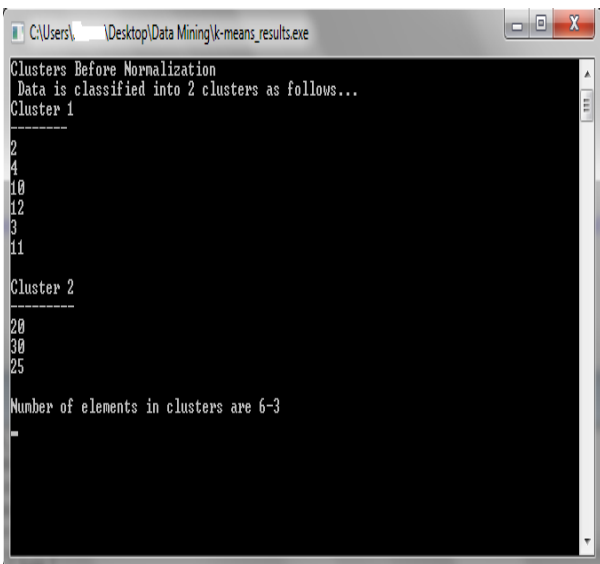 C:\Users\ \Desktop\Data Mining\k-means_results.exe
Clusters Before Normalization
Data is classified into 2 clusters as follows...
Cluster 1
--------
2
4
10
12
3
11
Cluster 2
---------
20
30
25
Number of elements in clusters are 6-3